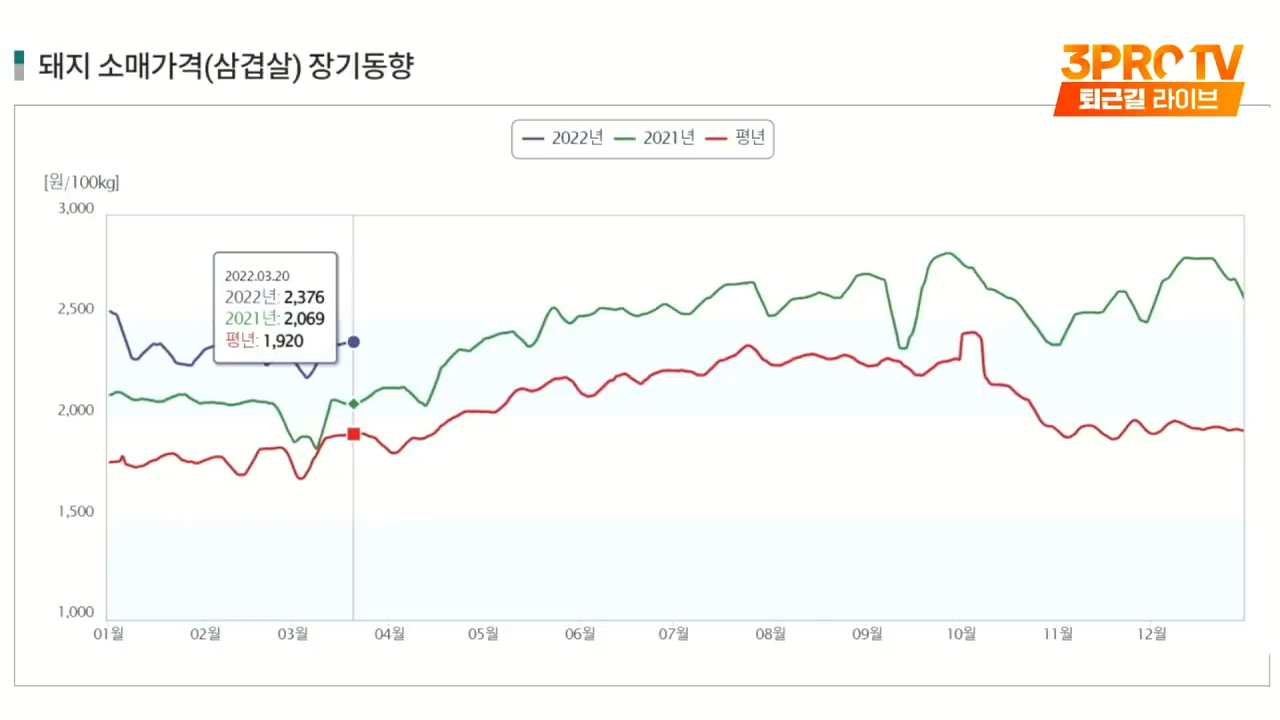 돼지 소매가격(삼겹살) 장기동향
3PRO TV
퇴근길 라이브
2022년 2021년 평년
[원/100kg]
3,000
2,500
2,000
1,500
1,000
2022.03.20
2022년: 2,376
2021년: 2,069
평년: 1,920
01월 02월 03월 04월 05월 06월 07월 08월 09월 10월 11월 12월